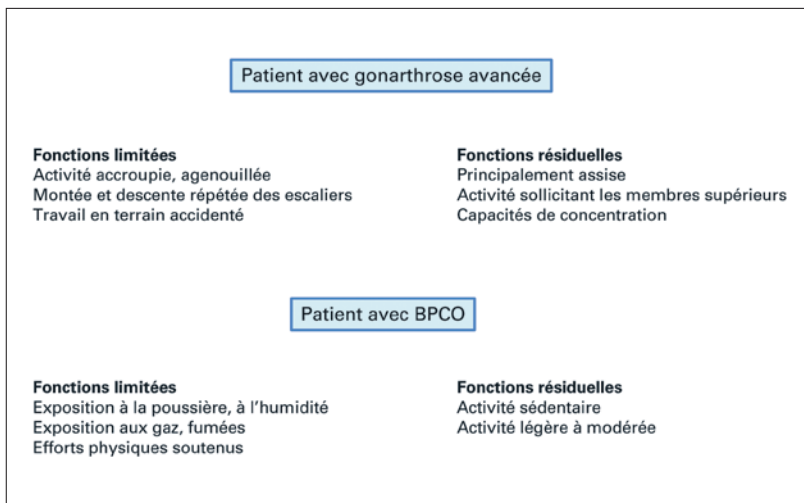 Patient avec gonarthrose avancée
Fonctions limitées
Activité accroupie, agenouillée
Montée et descente répétée des escaliers
Travail en terrain accidenté
Fonctions résiduelles
Principalement assise
Activité sollicitant les membres supérieurs
Capacités de concentration
Patient avec BPCO
Fonctions limitées
Exposition à la poussière, à l’humidité
Exposition aux gaz, fumées
Efforts physiques soutenus
Fonctions résiduelles
Activité sédentaire
Activité légère à modérée